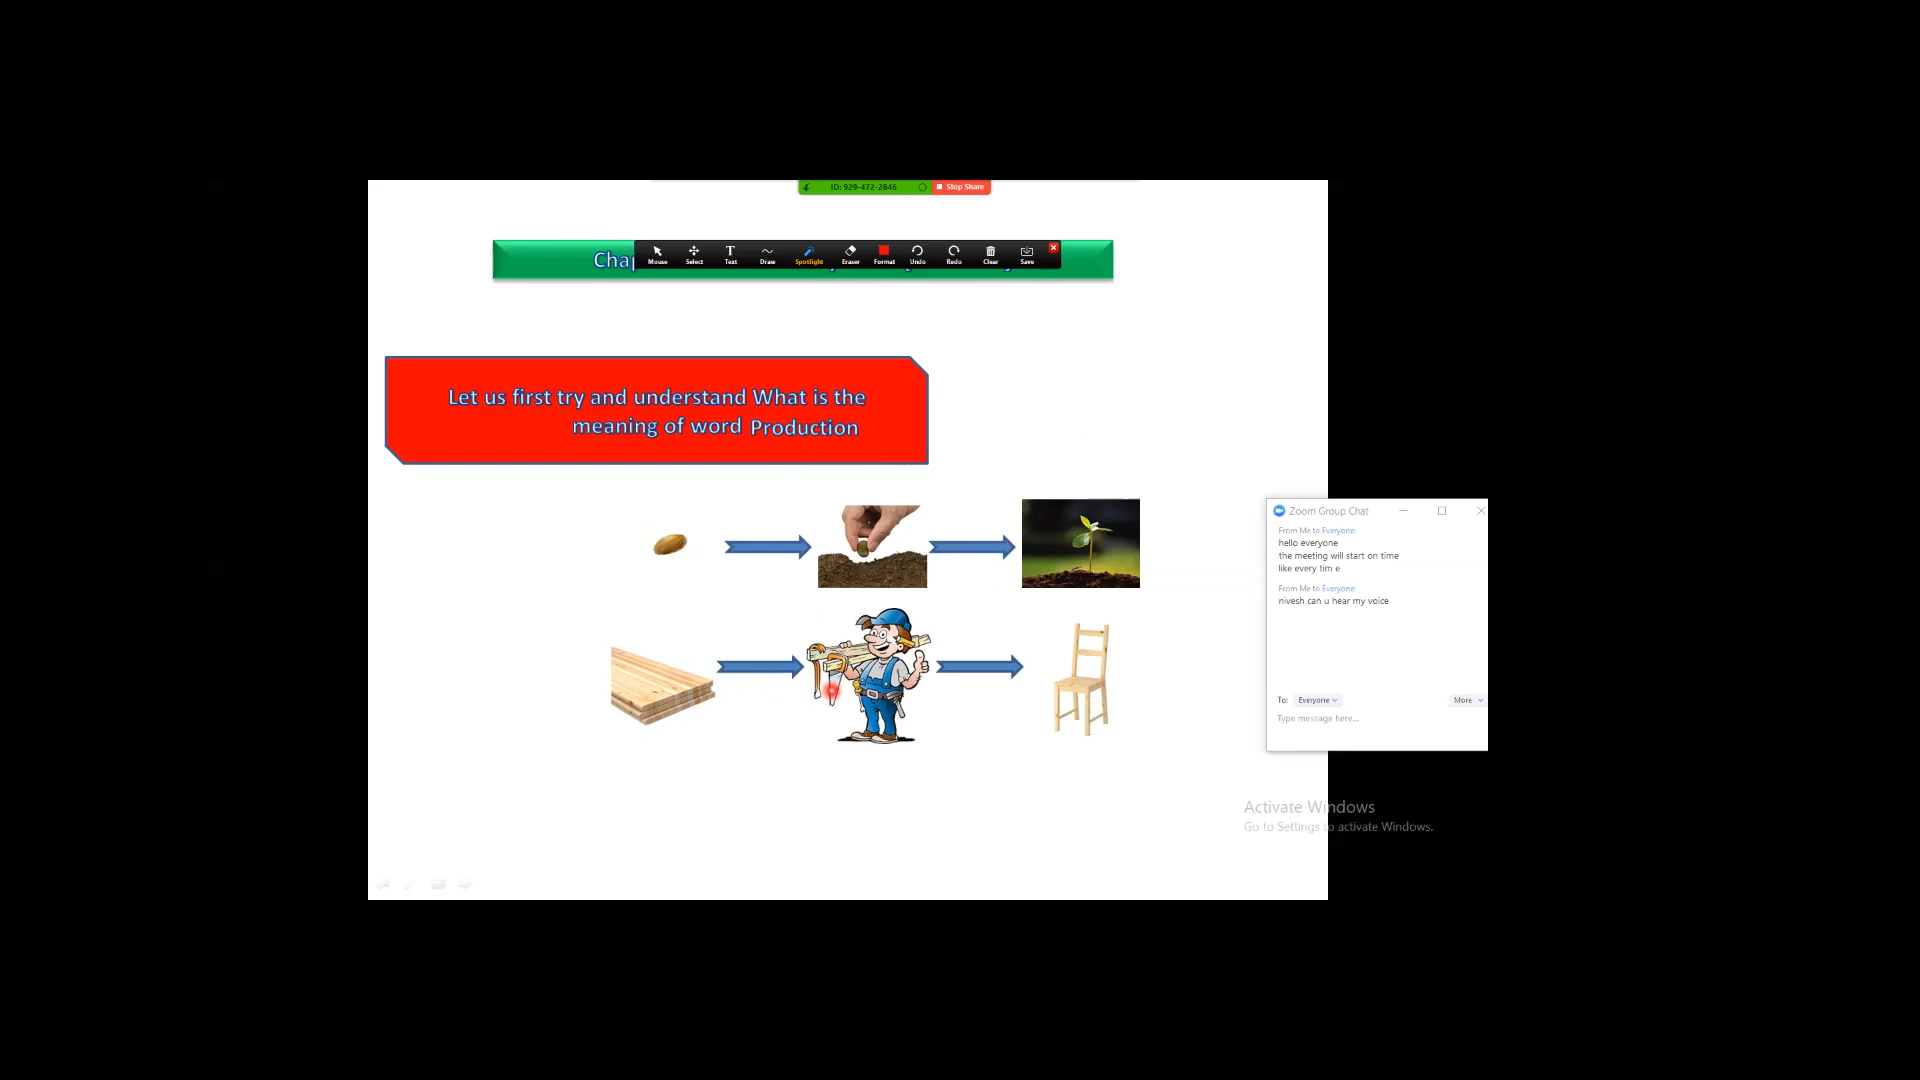 ID: 929-472-2846
Stop Share
Mouse
Select
Text
Draw
Spotlight
Eraser
Format
Undo
Redo
Clear
Save
Let us first try and understand What is the
meaning of word Production
Zoom Group Chat
From Me to Everyone:
hello everyone
the meeting will start on time
like every tim e
From Me to Everyone:
nivesh can u hear my voice
To: Everyone
More
Type message here...
Activate Windows
Go to Settings to activate Windows.